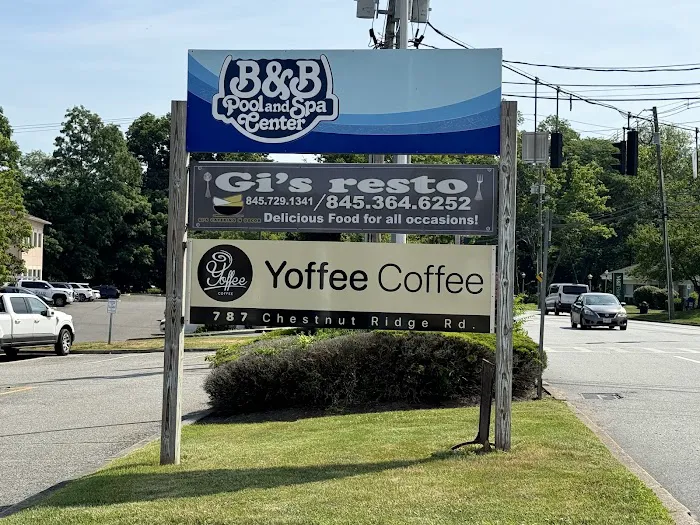 B&B
Pool and Spa
Center
Gi's resto
845.729.1341 / 845.364.6252
Delicious Food for all occasions!
Yoffee
COFFEE
Yoffee Coffee
787 Chestnut Ridge Rd.